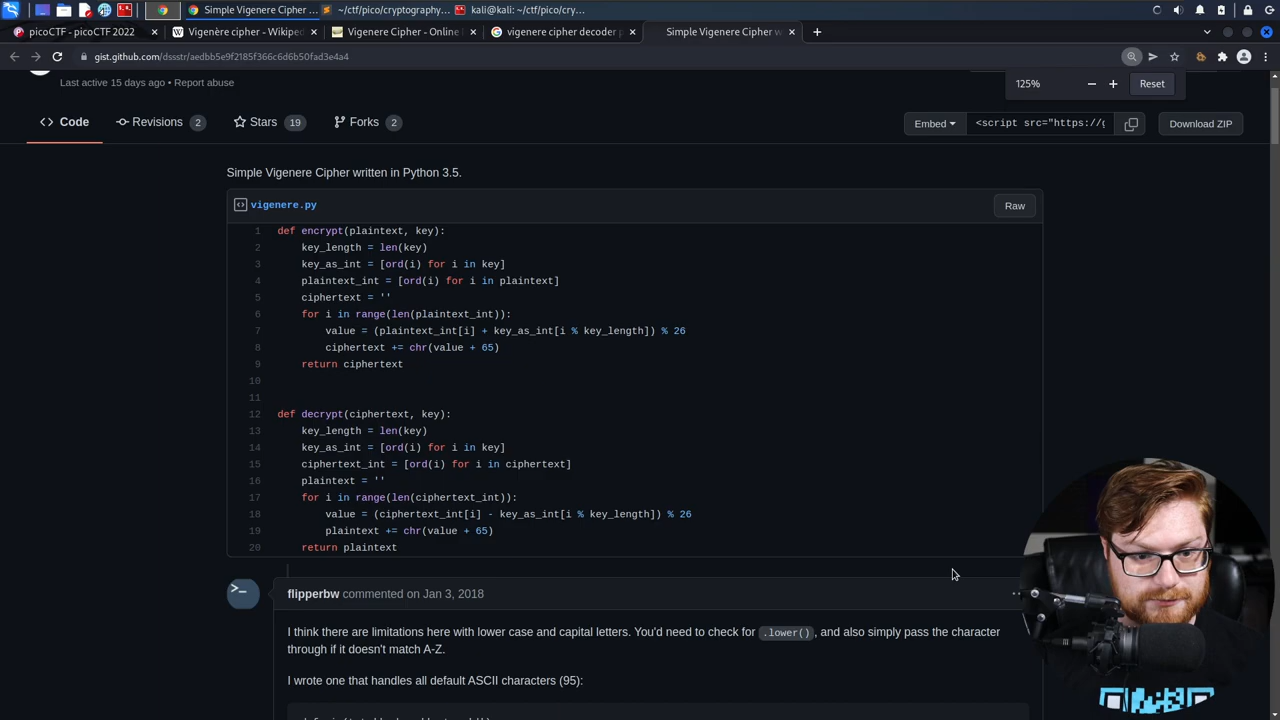 Simple Vigenere Cipher ...
~/ctf/pico/cryptography...
kali@kali: ~/ctf/pico/cry...
picoCTF - picoCTF 2022
Vigenère cipher - Wikiped
Vigenere Cipher - Online
vigenere cipher decoder p
Simple Vigenere Cipher w
gist.github.com/dssstr/aedbb5e9f2185f366c6d6b50fad3e4a4
Last active 15 days ago • Report abuse
125%
Reset
Code
Revisions 2
Stars 19
Forks 2
Embed
<script src="https://g
Download ZIP
Simple Vigenere Cipher written in Python 3.5.
vigenere.py
Raw
1 def encrypt(plaintext, key):
2 key_length = len(key)
3 key_as_int = [ord(i) for i in key]
4 plaintext_int = [ord(i) for i in plaintext]
5 ciphertext = ''
6 for i in range(len(plaintext_int)):
7 value = (plaintext_int[i] + key_as_int[i % key_length]) % 26
8 ciphertext += chr(value + 65)
9 return ciphertext
10
11
12 def decrypt(ciphertext, key):
13 key_length = len(key)
14 key_as_int = [ord(i) for i in key]
15 ciphertext_int = [ord(i) for i in ciphertext]
16 plaintext = ''
17 for i in range(len(ciphertext_int)):
18 value = (ciphertext_int[i] - key_as_int[i % key_length]) % 26
19 plaintext += chr(value + 65)
20 return plaintext
flipperbw commented on Jan 3, 2018
I think there are limitations here with lower case and capital letters. You'd need to check for .lower(), and also simply pass the character
through if it doesn't match A-Z.
I wrote one that handles all default ASCII characters (95):